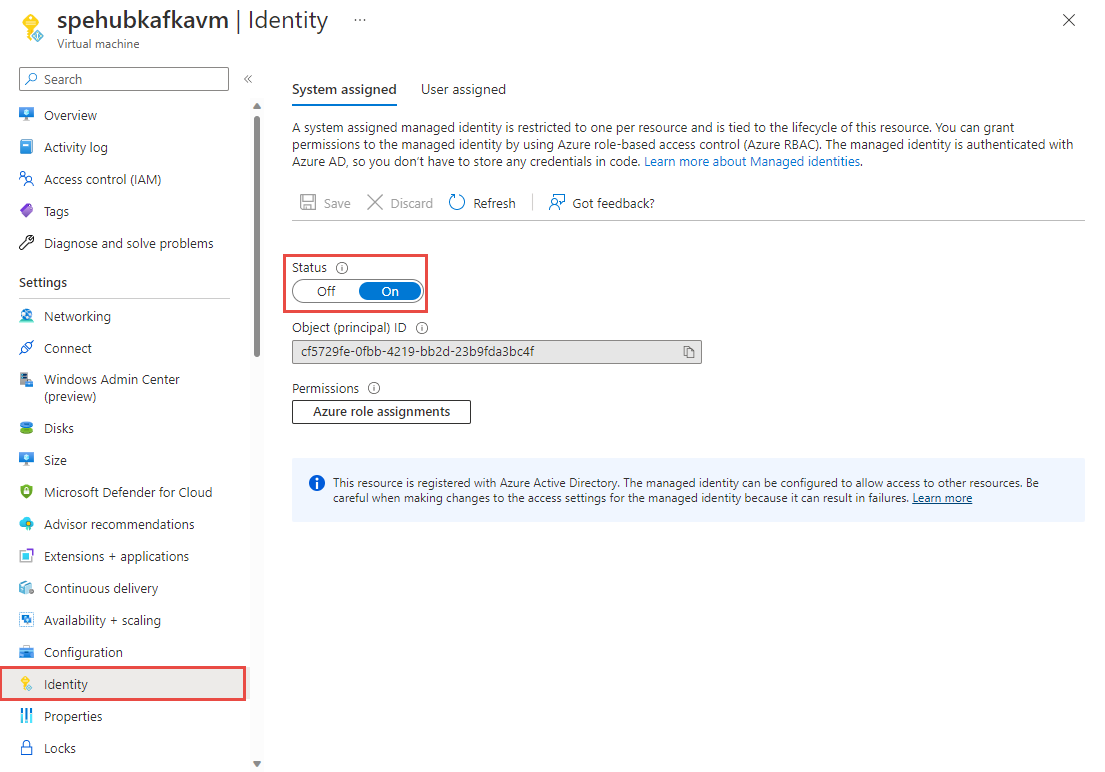 spehubkafkavm | Identity ...
Virtual machine
Search
«
Overview
Activity log
Access control (IAM)
Tags
Diagnose and solve problems
Settings
Networking
Connect
Windows Admin Center
(preview)
Disks
Size
Microsoft Defender for Cloud
Advisor recommendations
Extensions + applications
Continuous delivery
Availability + scaling
Configuration
Identity
Properties
Locks
System assigned User assigned
A system assigned managed identity is restricted to one per resource and is tied to the lifecycle of this resource. You can grant
permissions to the managed identity by using Azure role-based access control (Azure RBAC). The managed identity is authenticated with
Azure AD, so you don’t have to store any credentials in code. Learn more about Managed identities.
Save Discard Refresh Got feedback?
Status
Off On
Object (principal) ID
cf5729fe-0fbb-4219-bb2d-23b9fda3bc4f
Permissions
Azure role assignments
This resource is registered with Azure Active Directory. The managed identity can be configured to allow access to other resources. Be
careful when making changes to the access settings for the managed identity because it can result in failures. Learn more